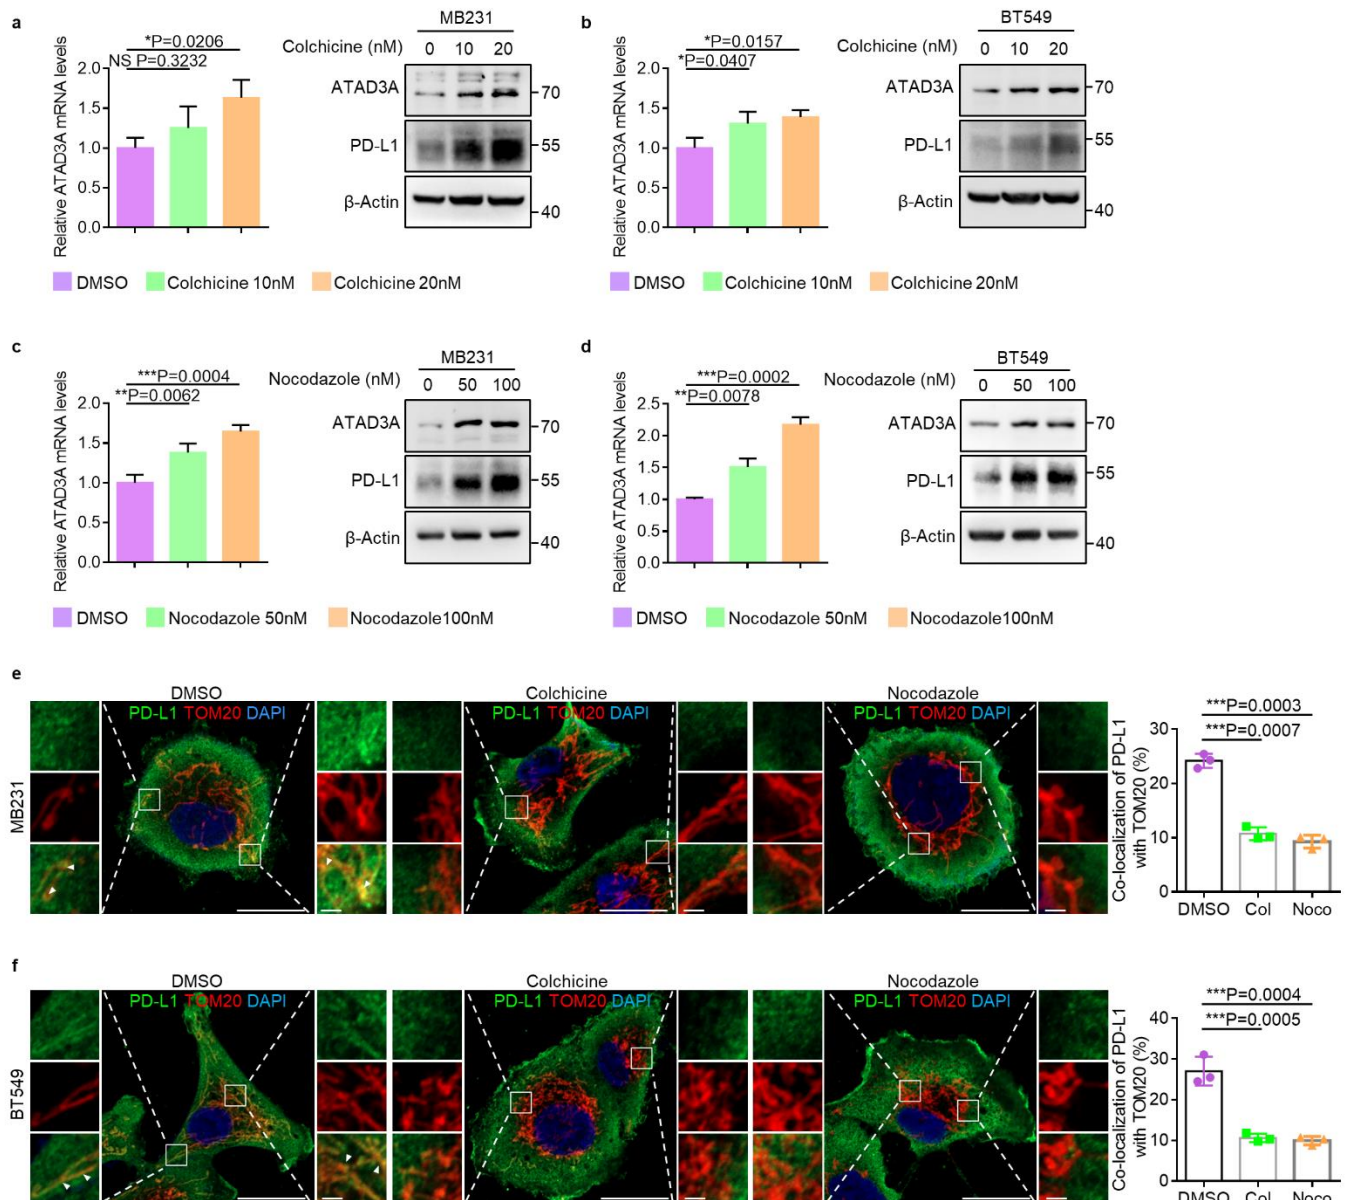 a
*P=0.0206
NS P=0.3232
Relative ATAD3A mRNA levels
2.0
1.5
1.0
0.5
0.0
MB231
Colchicine (nM) 0 10 20
ATAD3A
70
PD-L1
55
β-Actin
40
DMSO Colchicine 10nM Colchicine 20nM
b
*P=0.0157
*P=0.0407
Relative ATAD3A mRNA levels
2.0
1.5
1.0
0.5
0.0
BT549
Colchicine (nM) 0 10 20
ATAD3A
70
PD-L1
55
β-Actin
40
DMSO Colchicine 10nM Colchicine 20nM
c
***P=0.0004
**P=0.0062
Relative ATAD3A mRNA levels
2.0
1.5
1.0
0.5
0.0
MB231
Nocodazole (nM) 0 50 100
ATAD3A
70
PD-L1
55
β-Actin
40
DMSO Nocodazole 50nM Nocodazole100nM
d
***P=0.0002
**P=0.0078
Relative ATAD3A mRNA levels
2.5
2.0
1.5
1.0
0.5
0.0
BT549
Nocodazole (nM) 0 50 100
ATAD3A
70
PD-L1
55
β-Actin
40
DMSO Nocodazole 50nM Nocodazole100nM
e
MB231
DMSO
PD-L1 TOM20 DAPI
Colchicine
PD-L1 TOM20 DAPI
Nocodazole
PD-L1 TOM20 DAPI
Co-localization of PD-L1
with TOM20 (%)
***P=0.0003
***P=0.0007
30
20
10
0
DMSO Col Noco
f
BT549
DMSO
PD-L1 TOM20 DAPI
Colchicine
PD-L1 TOM20 DAPI
Nocodazole
PD-L1 TOM20 DAPI
Co-localization of PD-L1
with TOM20 (%)
***P=0.0004
***P=0.0005
40
30
20
10
0
DMSO Col Noco